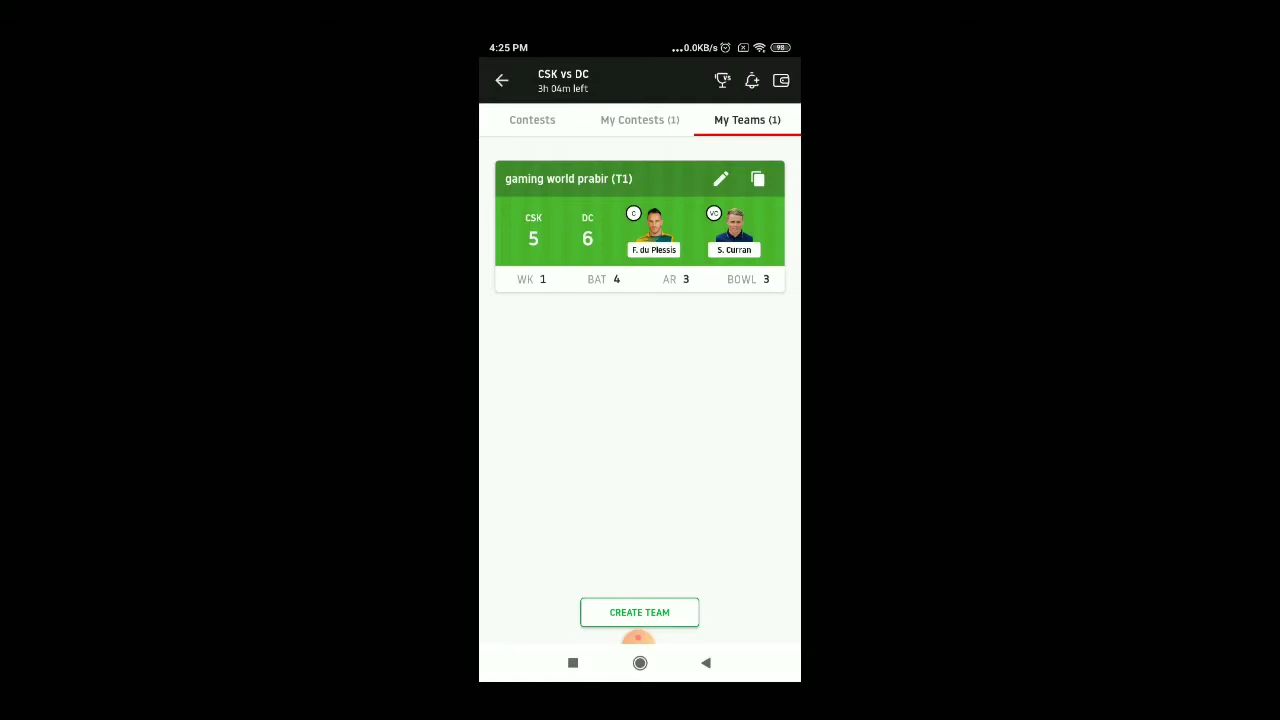 4:25 PM
...0.0KB/s
98
CSK vs DC
3h 04m left
VS
Contests
My Contests (1)
My Teams (1)
gaming world prabir (T1)
CSK
DC
C
VC
5
6
F. du Plessis
S. Curran
WK 1
BAT 4
AR 3
BOWL 3
CREATE TEAM